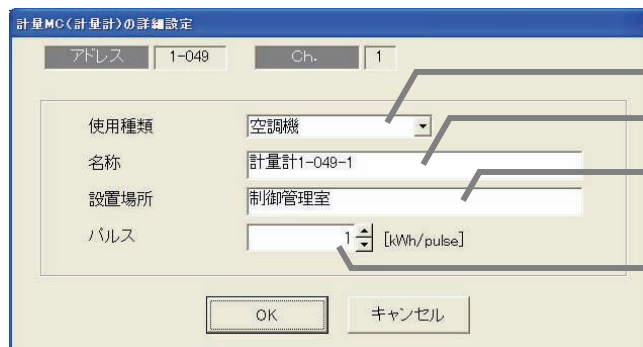 計量MC(計量計)の詳細設定
アドレス 1-049 Ch. 1
使用種類 空調機
名称 計量計1-049-1
設置場所 制御管理室
パルス 1 [kWh/pulse]
OK キャンセル